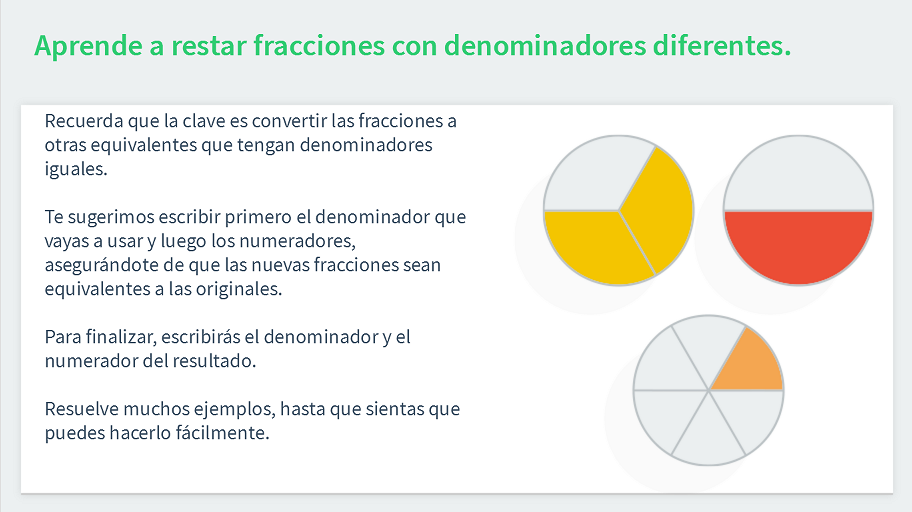 Aprende a restar fracciones con denominadores diferentes.
Recuerda que la clave es convertir las fracciones a
otras equivalentes que tengan denominadores
iguales.
Te sugerimos escribir primero el denominador que
vayas a usar y luego los numeradores,
asegurándote de que las nuevas fracciones sean
equivalentes a las originales.
Para finalizar, escribirás el denominador y el
numerador del resultado.
Resuelve muchos ejemplos, hasta que sientas que
puedes hacerlo fácilmente.